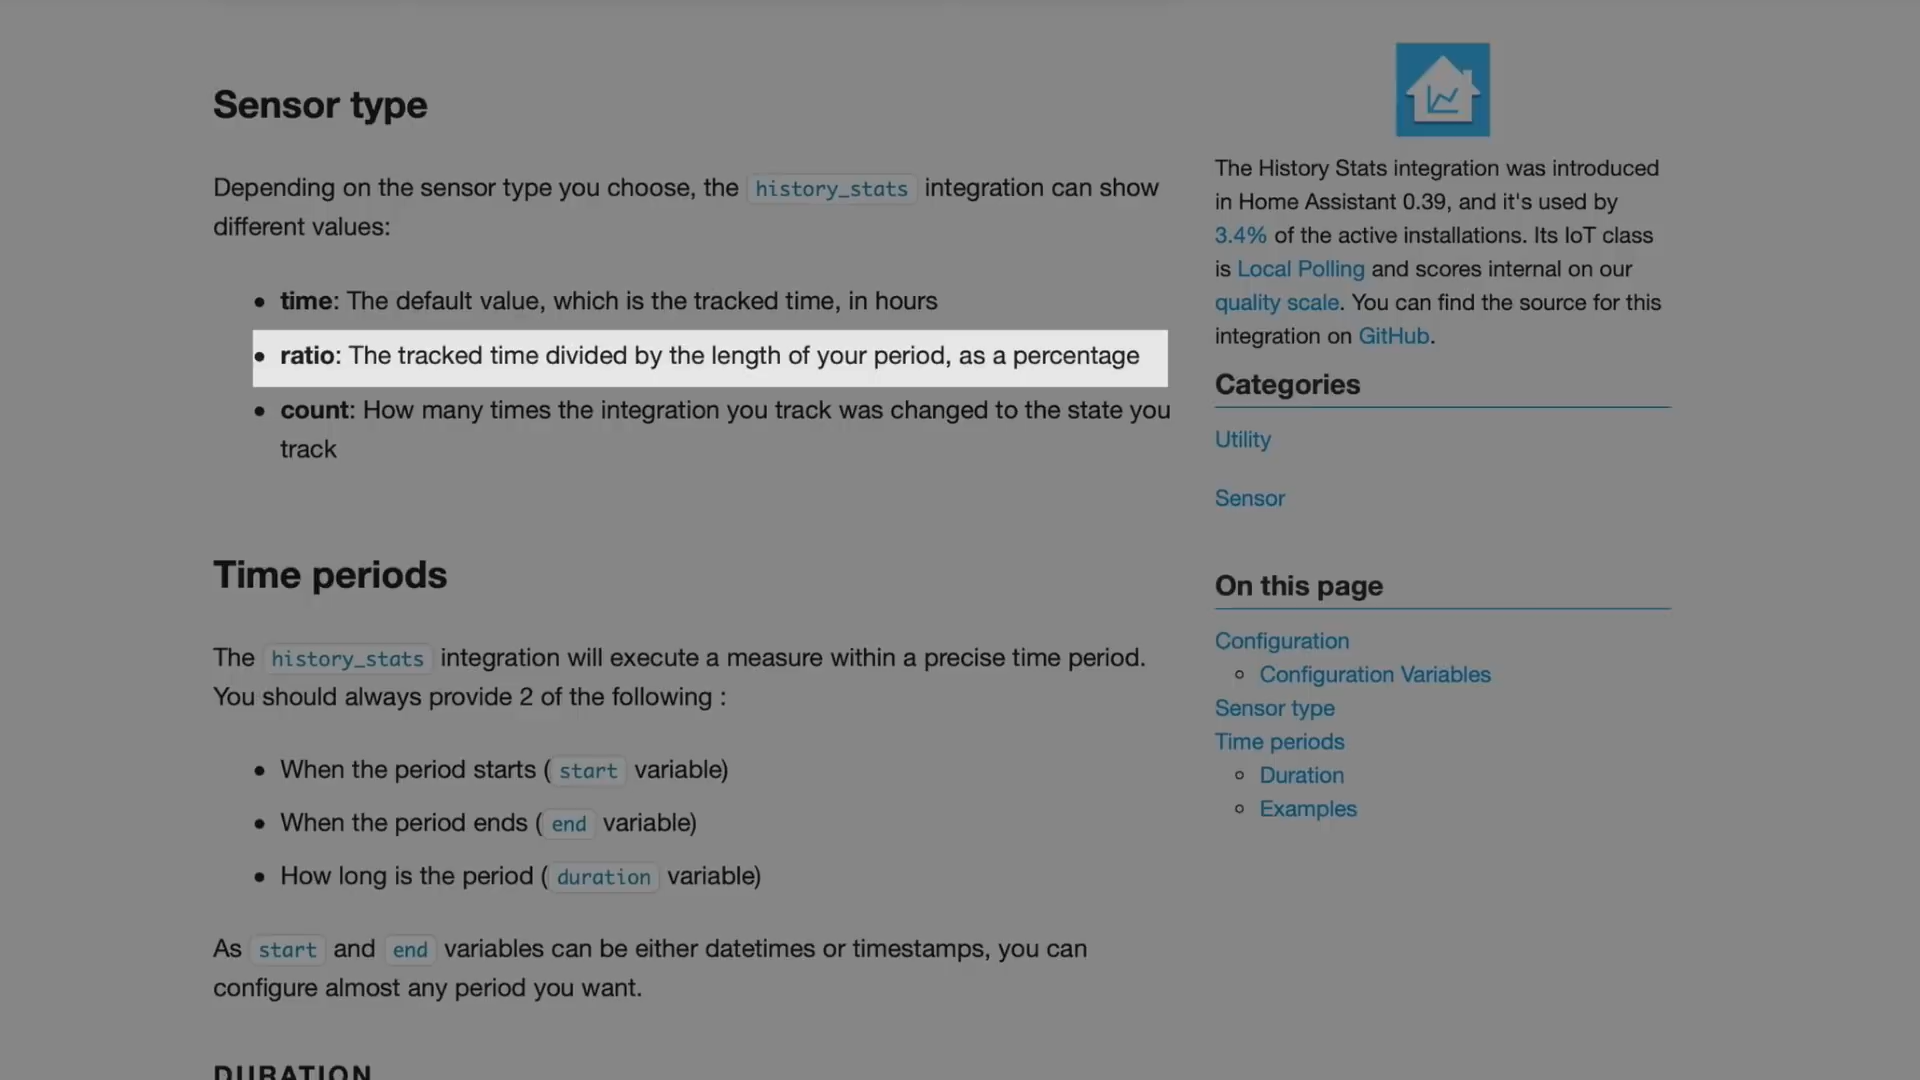 Sensor type
Depending on the sensor type you choose, the history_stats integration can show
different values:
• time: The default value, which is the tracked time, in hours
• ratio: The tracked time divided by the length of your period, as a percentage
• count: How many times the integration you track was changed to the state you
track
Time periods
The history_stats integration will execute a measure within a precise time period.
You should always provide 2 of the following :
• When the period starts ( start variable)
• When the period ends ( end variable)
• How long is the period ( duration variable)
As start and end variables can be either datetimes or timestamps, you can
configure almost any period you want.
DURATION
The History Stats integration was introduced
in Home Assistant 0.39, and it's used by
3.4% of the active installations. Its IoT class
is Local Polling and scores internal on our
quality scale. You can find the source for this
integration on GitHub.
Categories
Utility
Sensor
On this page
Configuration
Configuration Variables
Sensor type
Time periods
Duration
Examples